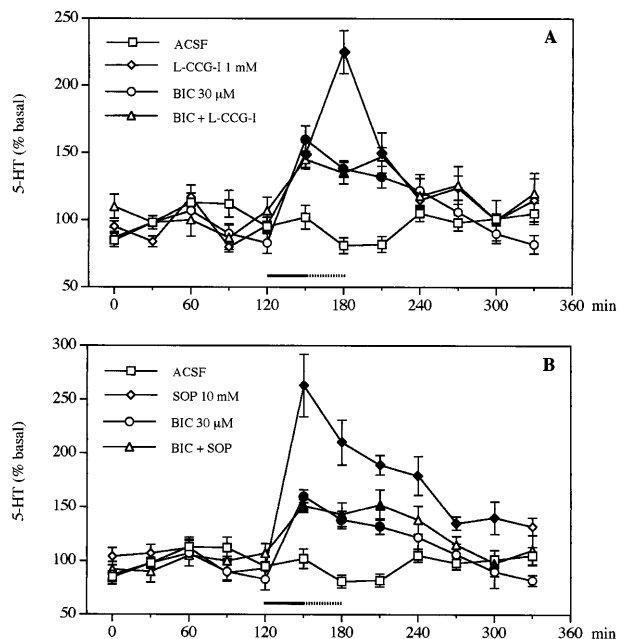 A
250
200
150
100
50
5-HT (% basal)
ACSF
L-CCG-I 1 mM
BIC 30 µM
BIC + L-CCG-I
0 60 120 180 240 300 360 min
B
300
250
200
150
100
50
5-HT (% basal)
ACSF
SOP 10 mM
BIC 30 µM
BIC + SOP
0 60 120 180 240 300 360 min